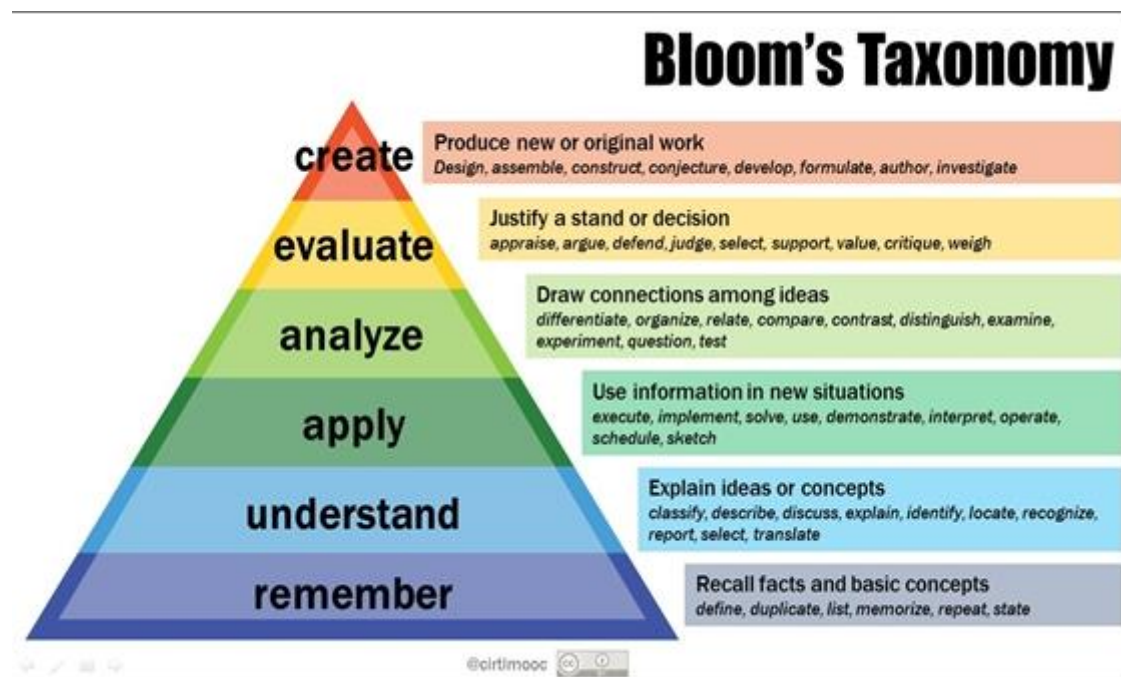 Bloom's Taxonomy
create
Produce new or original work
Design, assemble, construct, conjecture, develop, formulate, author, investigate
evaluate
Justify a stand or decision
appraise, argue, defend, judge, select, support, value, critique, weigh
analyze
Draw connections among ideas
differentiate, organize, relate, compare, contrast, distinguish, examine,
experiment, question, test
apply
Use information in new situations
execute, implement, solve, use, demonstrate, interpret, operate,
schedule, sketch
understand
Explain ideas or concepts
classify, describe, discuss, explain, identify, locate, recognize,
report, select, translate
remember
Recall facts and basic concepts
define, duplicate, list, memorize, repeat, state
@cirtlmooc
cc